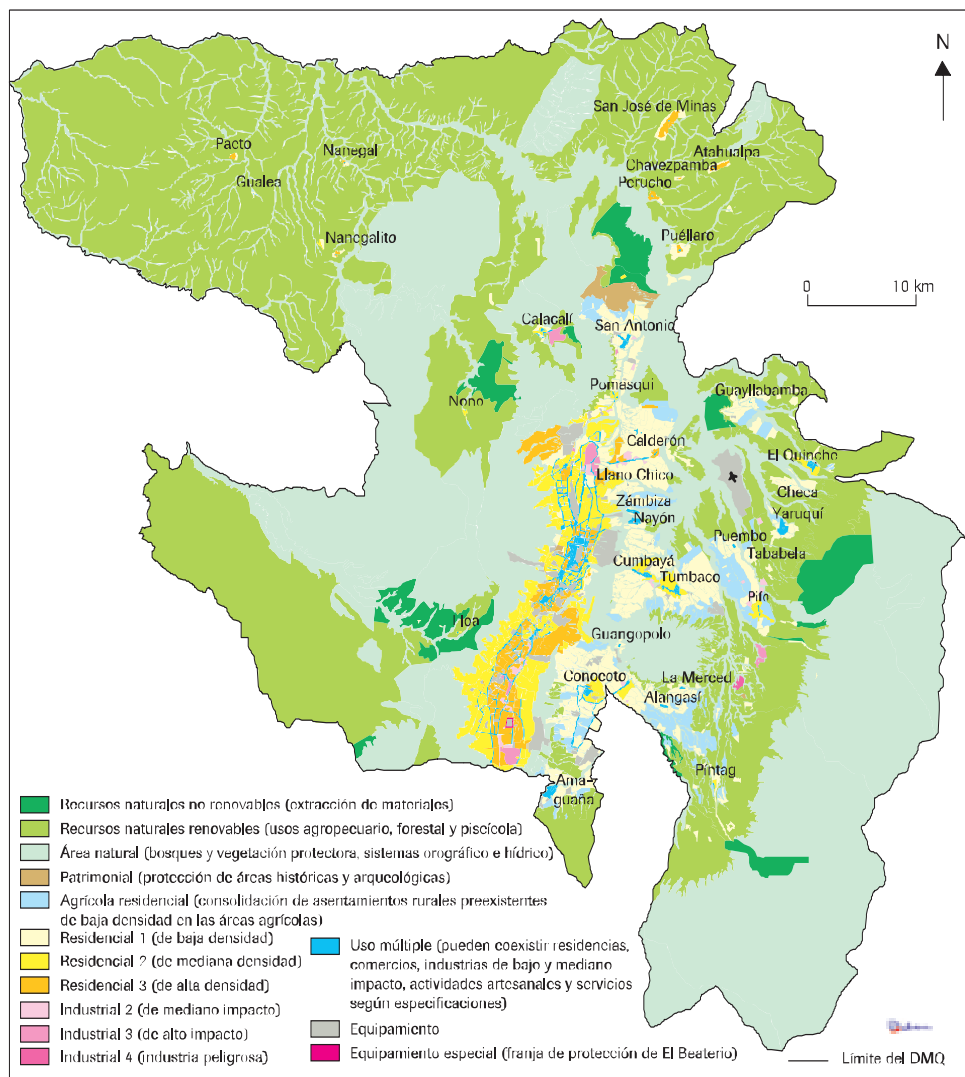 N
San José de Minas
Pacto
Nanegal
Atahualpa
Chavezpamba
Gualea
Perucho
Puéllaro
Nanegalito
0 10 km
Calacalí
San Antonio
Pomasqui
Guayllabamba
Nono
Calderón
El Quinche
Llano Chico
Checa
Zámbiza
Nayón
Yaruquí
Puembo
Tababela
Cumbayá
Tumbaco
Pifo
Lloa
Guangopolo
La Merced
Conocoto
Alangasí
Píntag
Ama-
guaña
Recursos naturales no renovables (extracción de materiales)
Recursos naturales renovables (usos agropecuario, forestal y piscícola)
Área natural (bosques y vegetación protectora, sistemas orográfico e hídrico)
Patrimonial (protección de áreas históricas y arqueológicas)
Agrícola residencial (consolidación de asentamientos rurales preexistentes
de baja densidad en las áreas agrícolas)
Residencial 1 (de baja densidad)
Residencial 2 (de mediana densidad)
Residencial 3 (de alta densidad)
Industrial 2 (de mediano impacto)
Industrial 3 (de alto impacto)
Industrial 4 (industria peligrosa)
Uso múltiple (pueden coexistir residencias,
comercios, industrias de bajo y mediano
impacto, actividades artesanales y servicios
según especificaciones)
Equipamiento
Equipamiento especial (franja de protección de El Beaterio)
Límite del DMQ